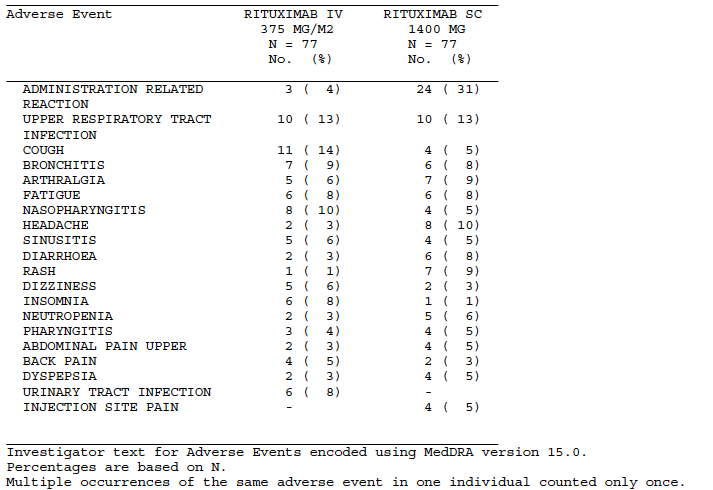 Adverse Event RITUXIMAB IV RITUXIMAB SC
375 MG/M2 1400 MG
N = 77 N = 77
No. (%) No. (%)
ADMINISTRATION RELATED 3 ( 4) 24 ( 31)
REACTION
UPPER RESPIRATORY TRACT 10 ( 13) 10 ( 13)
INFECTION
COUGH 11 ( 14) 4 ( 5)
BRONCHITIS 7 ( 9) 6 ( 8)
ARTHRALGIA 5 ( 6) 7 ( 9)
FATIGUE 6 ( 8) 6 ( 8)
NASOPHARYNGITIS 8 ( 10) 4 ( 5)
HEADACHE 2 ( 3) 8 ( 10)
SINUSITIS 5 ( 6) 4 ( 5)
DIARRHOEA 2 ( 3) 6 ( 8)
RASH 1 ( 1) 7 ( 9)
DIZZINESS 5 ( 6) 2 ( 3)
INSOMNIA 6 ( 8) 1 ( 1)
NEUTROPENIA 2 ( 3) 5 ( 6)
PHARYNGITIS 3 ( 4) 4 ( 5)
ABDOMINAL PAIN UPPER 2 ( 3) 4 ( 5)
BACK PAIN 4 ( 5) 2 ( 3)
DYSPEPSIA 2 ( 3) 4 ( 5)
URINARY TRACT INFECTION 6 ( 8) -
INJECTION SITE PAIN - 4 ( 5)
Investigator text for Adverse Events encoded using MedDRA version 15.0.
Percentages are based on N.
Multiple occurrences of the same adverse event in one individual counted only once.